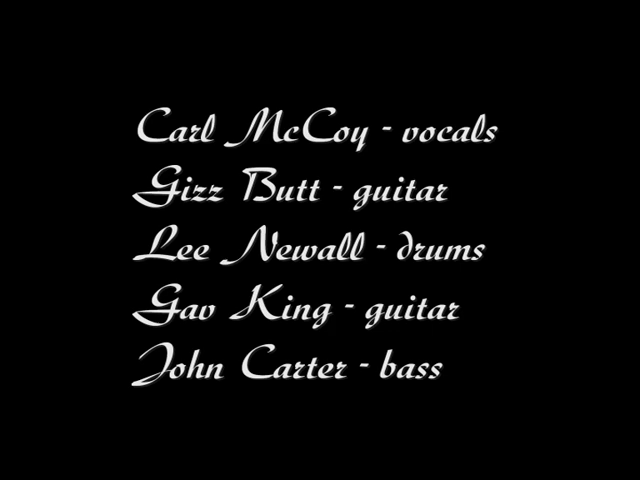 Carl McCoy - vocals
Gizz Butt - guitar
Lee Newall - drums
Gav King - guitar
John Carter - bass